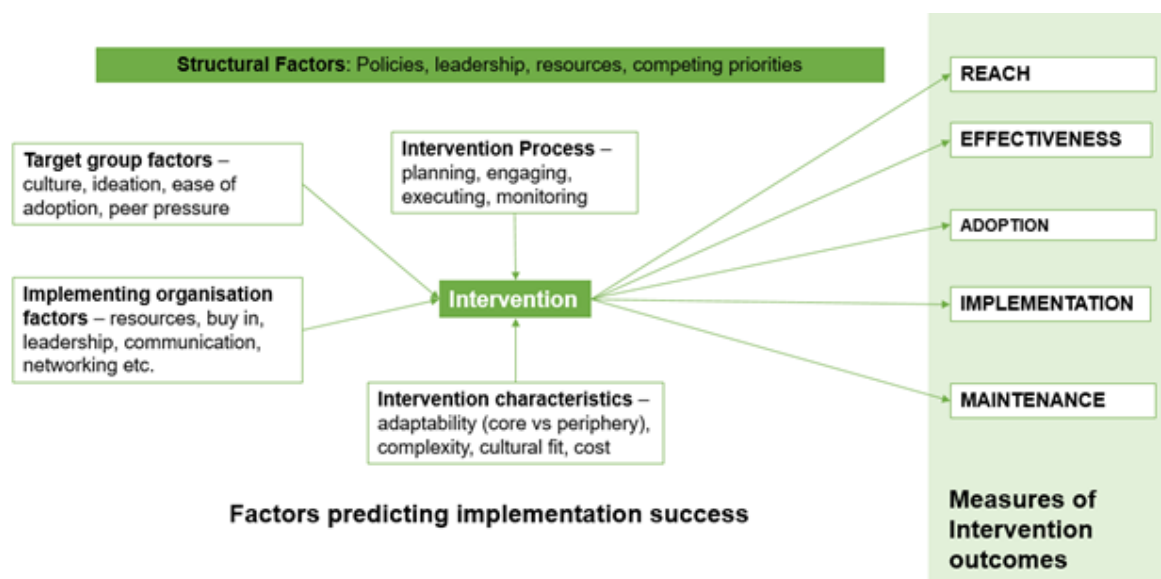 Structural Factors: Policies, leadership, resources, competing priorities
Target group factors –
culture, ideation, ease of
adoption, peer pressure
Intervention Process –
planning, engaging,
executing, monitoring
Implementing organisation
factors – resources, buy in,
leadership, communication,
networking etc.
Intervention
Intervention characteristics –
adaptability (core vs periphery),
complexity, cultural fit, cost
Factors predicting implementation success
REACH
EFFECTIVENESS
ADOPTION
IMPLEMENTATION
MAINTENANCE
Measures of
Intervention
outcomes